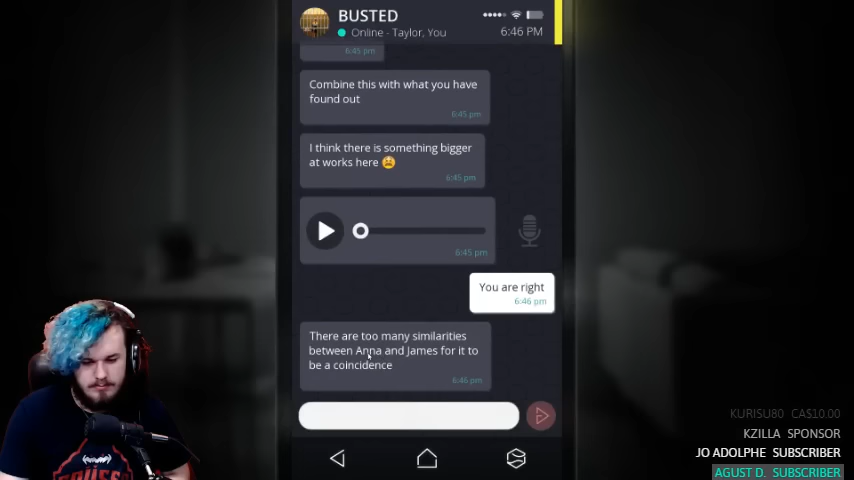 BUSTED
Online - Taylor, You
6:46 PM
6:45 pm
Combine this with what you have
found out
6:45 pm
I think there is something bigger
at works here 😫
6:45 pm
6:45 pm
You are right
6:46 pm
There are too many similarities
between Anna and James for it to
be a coincidence
6:46 pm
KURISU80 CA$10.00
KZILLA SPONSOR
JO ADOLPHE SUBSCRIBER
AGUST D. SUBSCRIBER